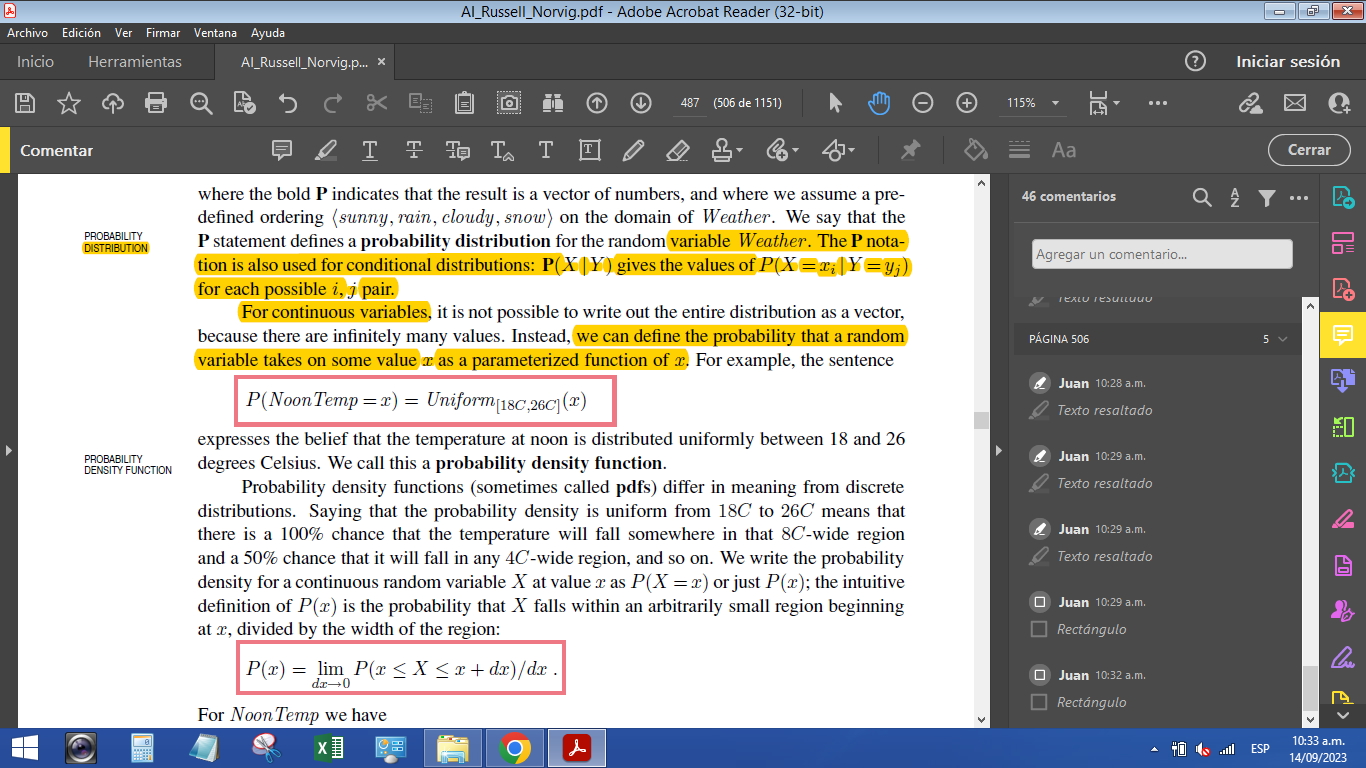 AI_Russell_Norvig.pdf - Adobe Acrobat Reader (32-bit)
Archivo Edición Ver Firmar Ventana Ayuda
Inicio Herramientas AI_Russell_Norvig.p... × Iniciar sesión
487 (506 de 1151) 115%
Comentar Cerrar
where the bold P indicates that the result is a vector of numbers, and where we assume a pre-
defined ordering ⟨sunny, rain, cloudy, snow⟩ on the domain of Weather. We say that the
PROBABILITY
DISTRIBUTION
P statement defines a probability distribution for the random variable Weather. The P nota-
tion is also used for conditional distributions: P(X | Y) gives the values of P(X = xᵢ | Y = yⱼ)
for each possible i, j pair.
For continuous variables, it is not possible to write out the entire distribution as a vector,
because there are infinitely many values. Instead, we can define the probability that a random
variable takes on some value x as a parameterized function of x. For example, the sentence
P(NoonTemp = x) = Uniform[18C,26C](x)
expresses the belief that the temperature at noon is distributed uniformly between 18 and 26
PROBABILITY
DENSITY FUNCTION
degrees Celsius. We call this a probability density function.
Probability density functions (sometimes called pdfs) differ in meaning from discrete
distributions. Saying that the probability density is uniform from 18C to 26C means that
there is a 100% chance that the temperature will fall somewhere in that 8C-wide region
and a 50% chance that it will fall in any 4C-wide region, and so on. We write the probability
density for a continuous random variable X at value x as P(X = x) or just P(x); the intuitive
definition of P(x) is the probability that X falls within an arbitrarily small region beginning
at x, divided by the width of the region:
P(x) = lim dx→0 P(x ≤ X ≤ x + dx)/dx .
For NoonTemp we have
46 comentarios
Agregar un comentario...
Texto resaltado
PÁGINA 506 5
Juan 10:28 a.m.
Texto resaltado
Juan 10:29 a.m.
Texto resaltado
Juan 10:29 a.m.
Texto resaltado
Juan 10:29 a.m.
Rectángulo
Juan 10:32 a.m.
Rectángulo
ESP
10:33 a.m.
14/09/2023